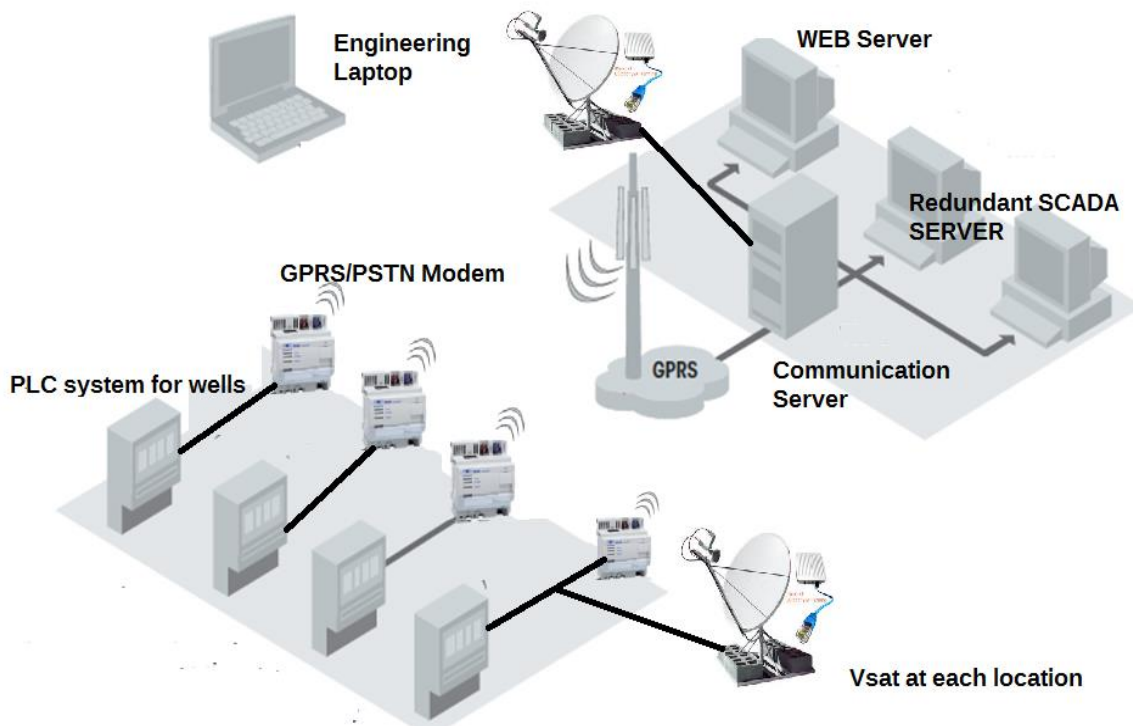 Engineering
Laptop
WEB Server
Redundant SCADA
SERVER
GPRS/PSTN Modem
PLC system for wells
GPRS
Communication
Server
Vsat at each location